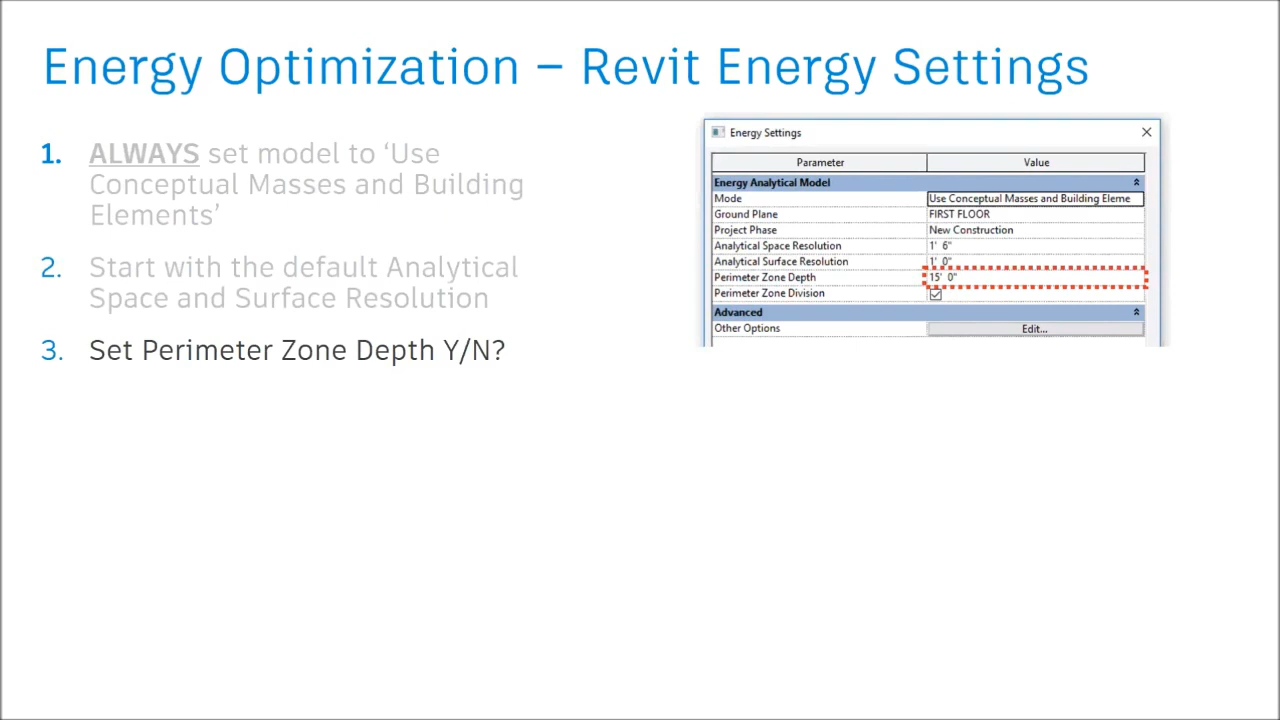 Energy Optimization – Revit Energy Settings
1. ALWAYS set model to ‘Use
Conceptual Masses and Building
Elements’
2. Start with the default Analytical
Space and Surface Resolution
3. Set Perimeter Zone Depth Y/N?
Energy Settings
Parameter Value
Energy Analytical Model
Mode Use Conceptual Masses and Building Eleme
Ground Plane FIRST FLOOR
Project Phase New Construction
Analytical Space Resolution 1' 6"
Analytical Surface Resolution 1' 0"
Perimeter Zone Depth 15' 0"
Perimeter Zone Division
Advanced
Other Options Edit...